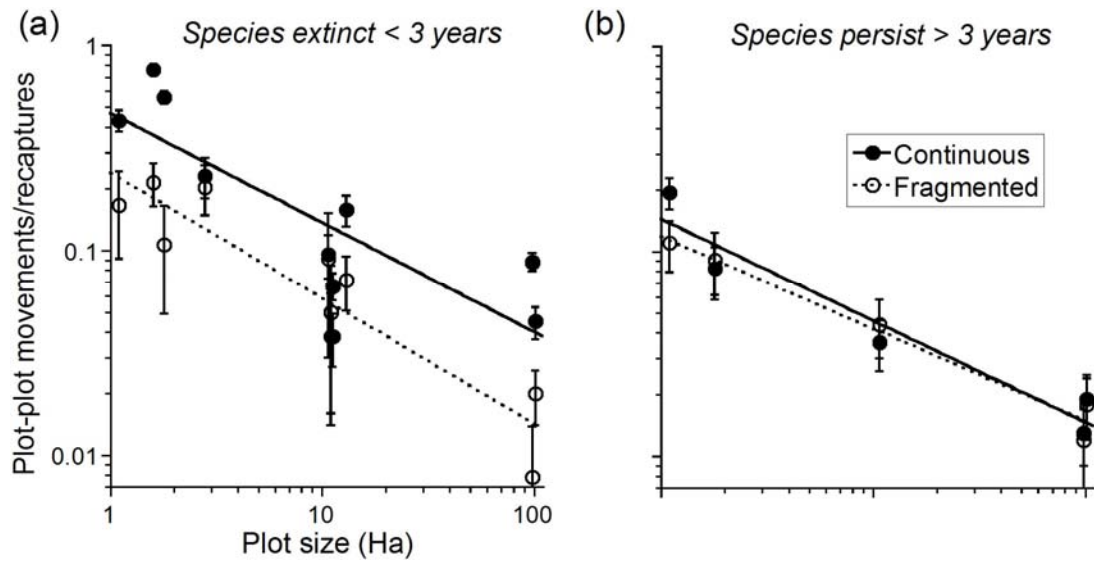 (a)
Species extinct < 3 years
(b)
Species persist > 3 years
Plot-plot movements/recaptures
1
0.1
0.01
Continuous
Fragmented
1
10
100
Plot size (Ha)